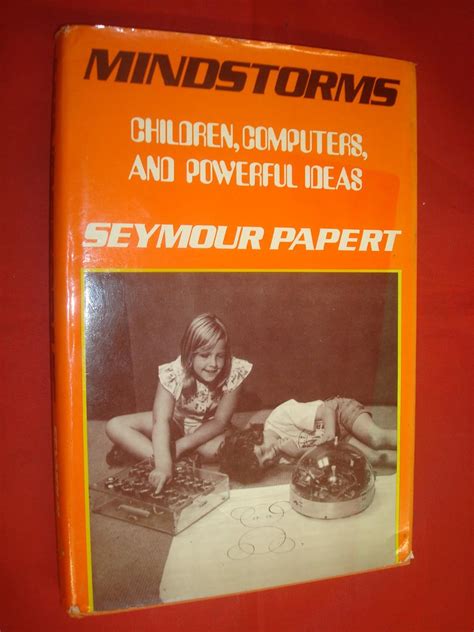 MINDSTORMS
CHILDREN, COMPUTERS,
AND POWERFUL IDEAS
SEYMOUR PAPERT